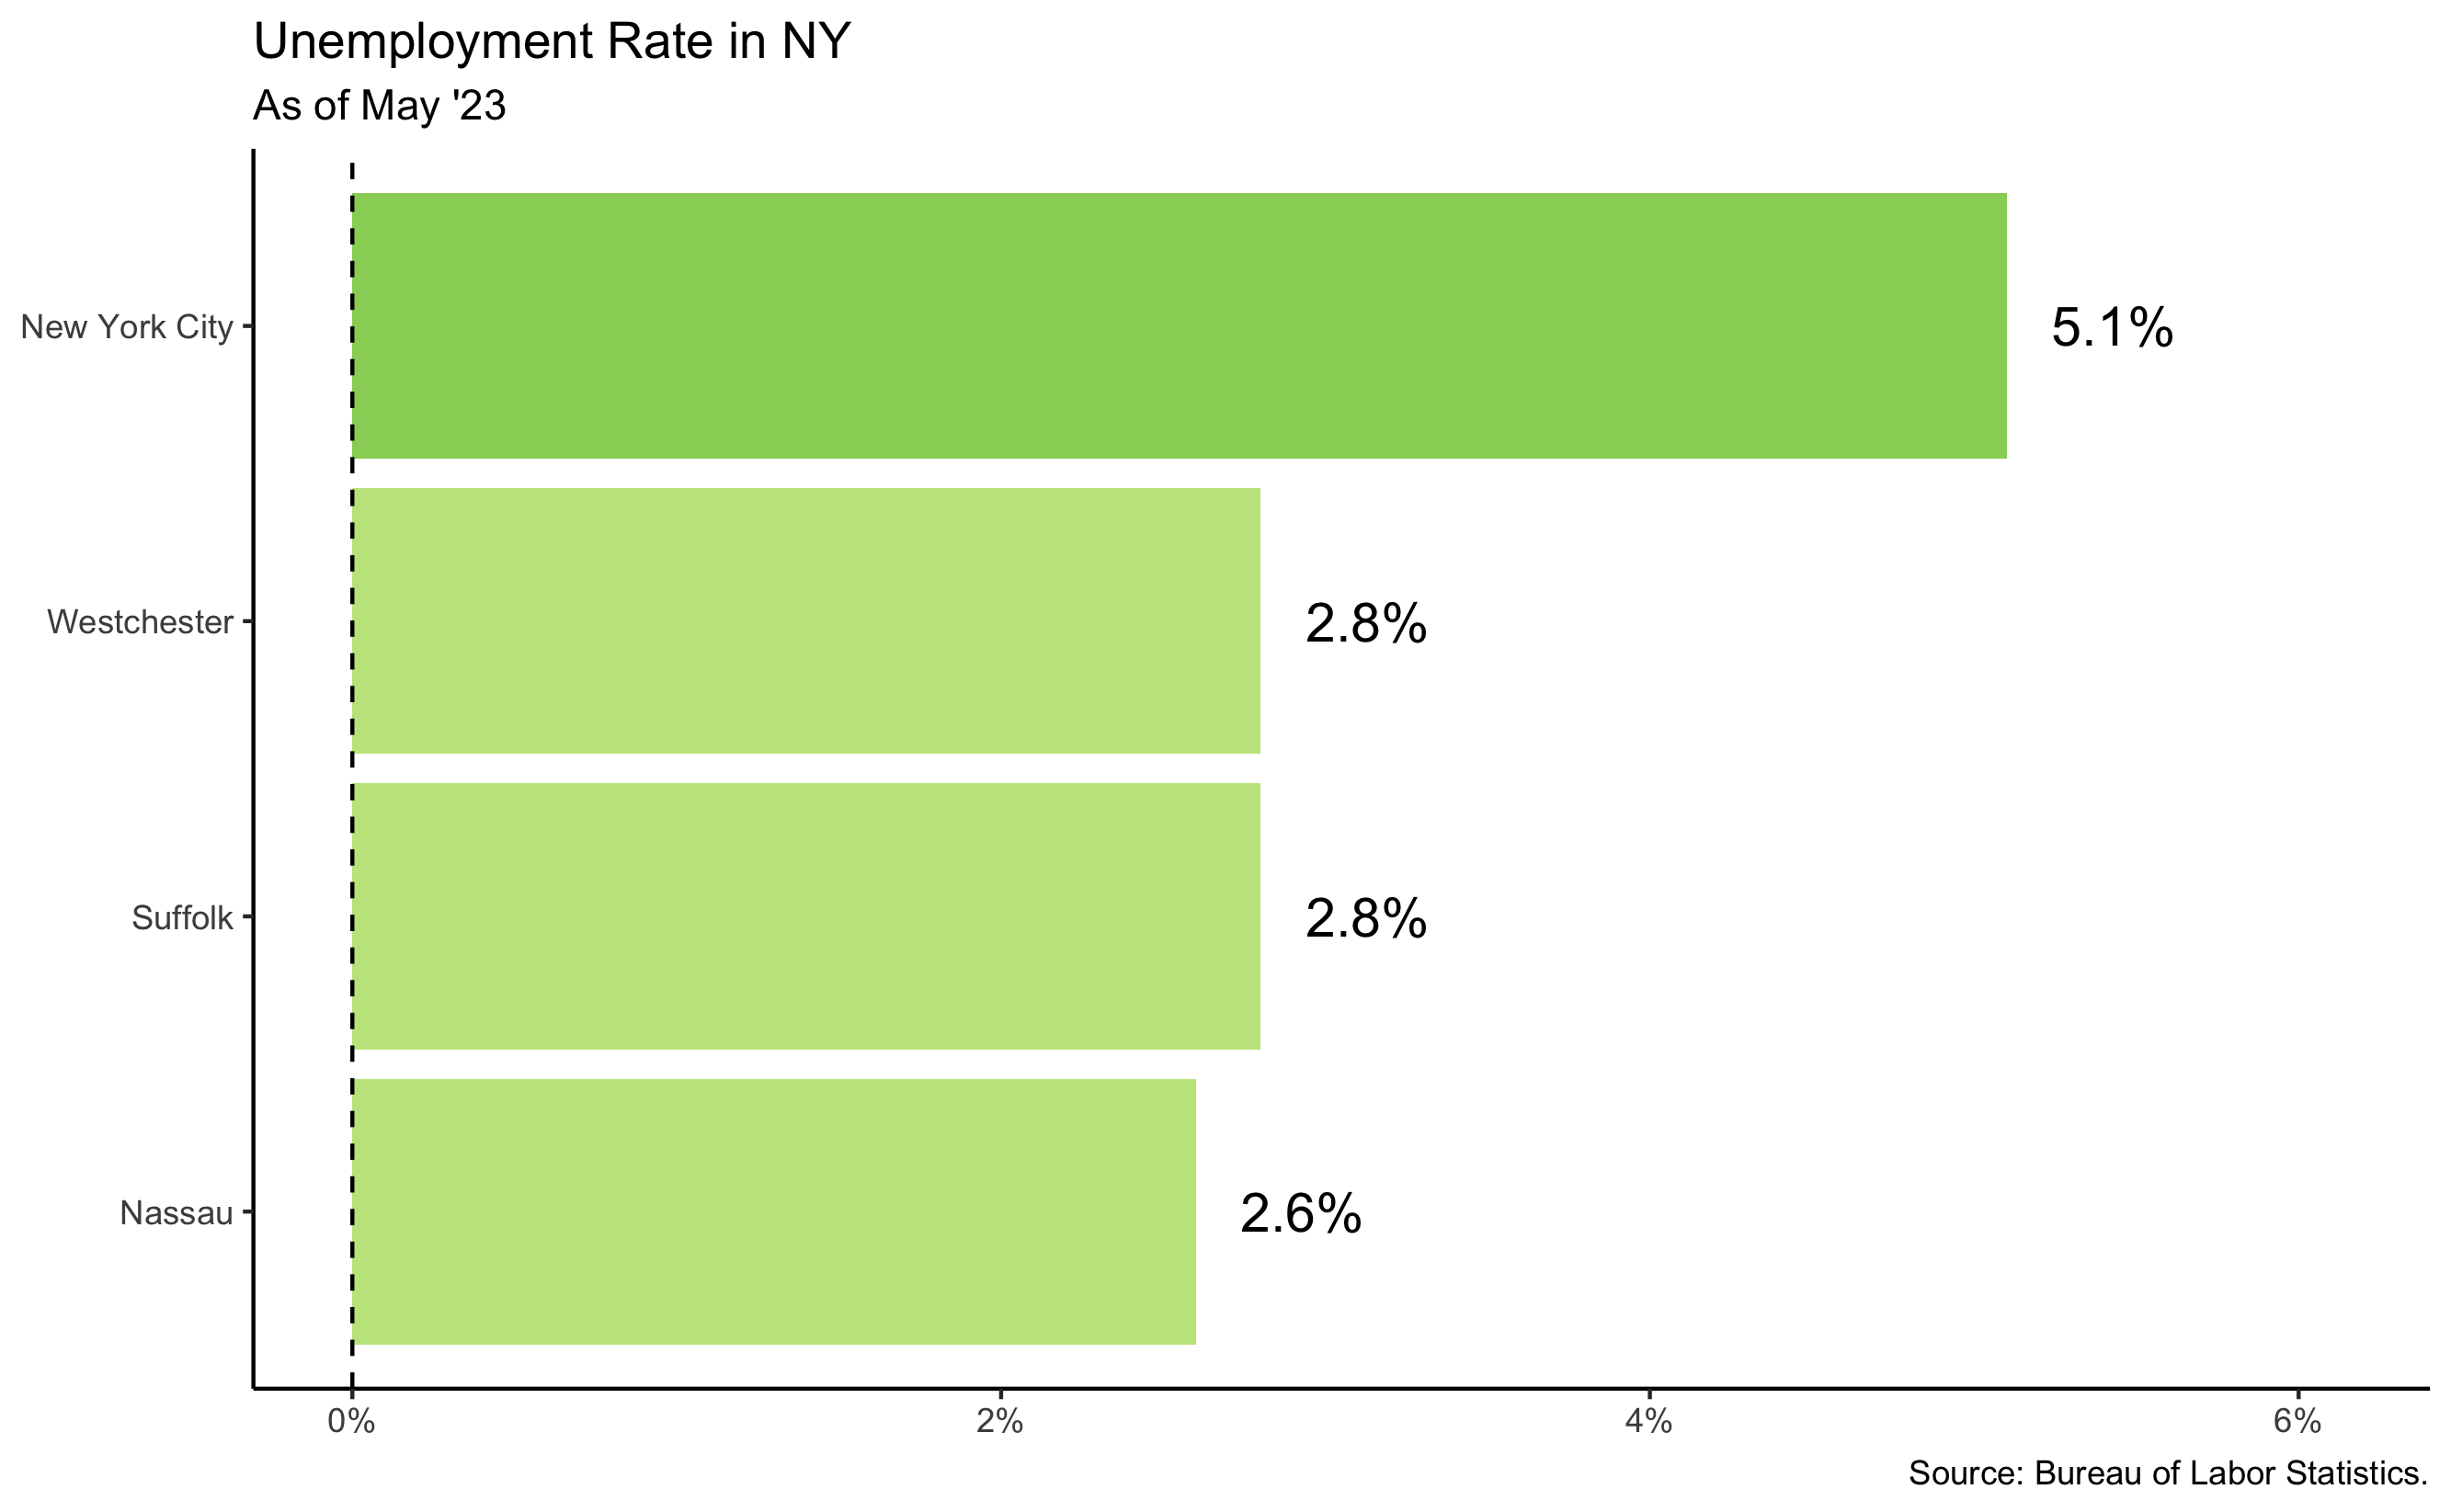 Unemployment Rate in NY
As of May '23
New York City
5.1%
Westchester
2.8%
Suffolk
2.8%
Nassau
2.6%
0% 2% 4% 6%
Source: Bureau of Labor Statistics.